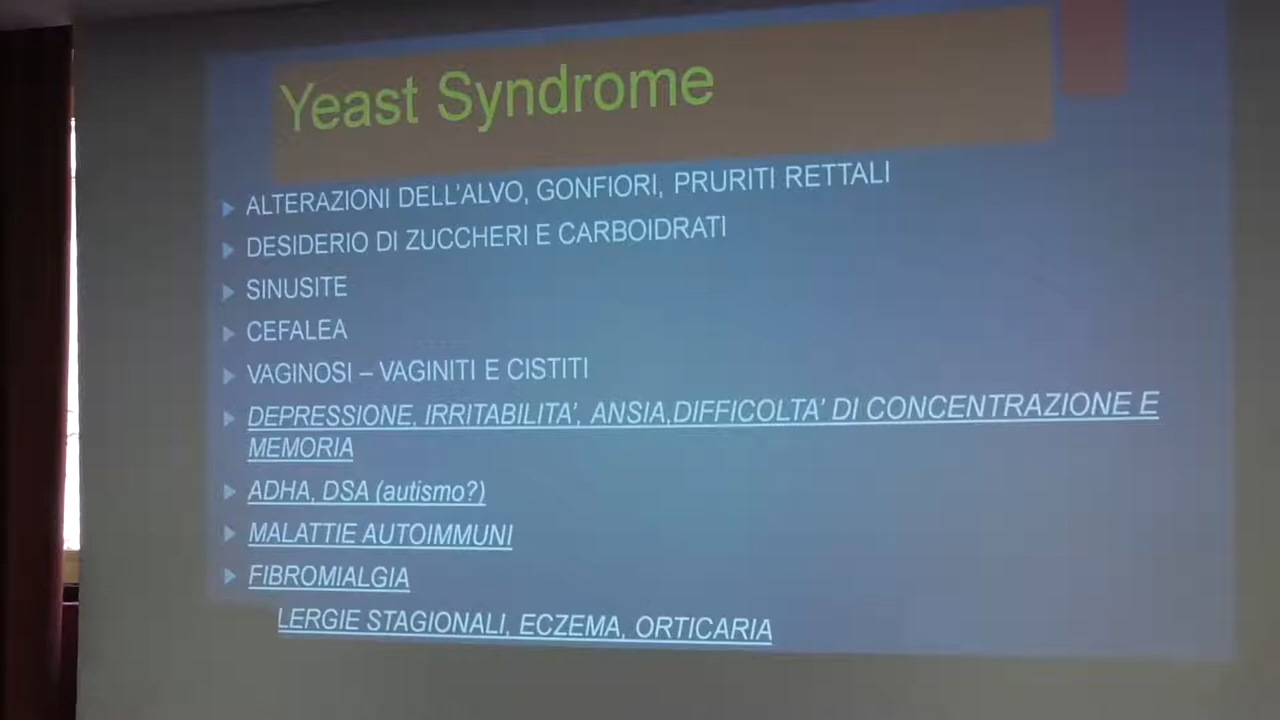 Yeast Syndrome
ALTERAZIONI DELL'ALVO, GONFIORI, PRURITI RETTALI
DESIDERIO DI ZUCCHERI E CARBOIDRATI
SINUSITE
CEFALEA
VAGINOSI – VAGINITI E CISTITI
DEPRESSIONE, IRRITABILITA', ANSIA,DIFFICOLTA' DI CONCENTRAZIONE E
MEMORIA
ADHA, DSA (autismo?)
MALATTIE AUTOIMMUNI
FIBROMIALGIA
LERGIE STAGIONALI, ECZEMA, ORTICARIA